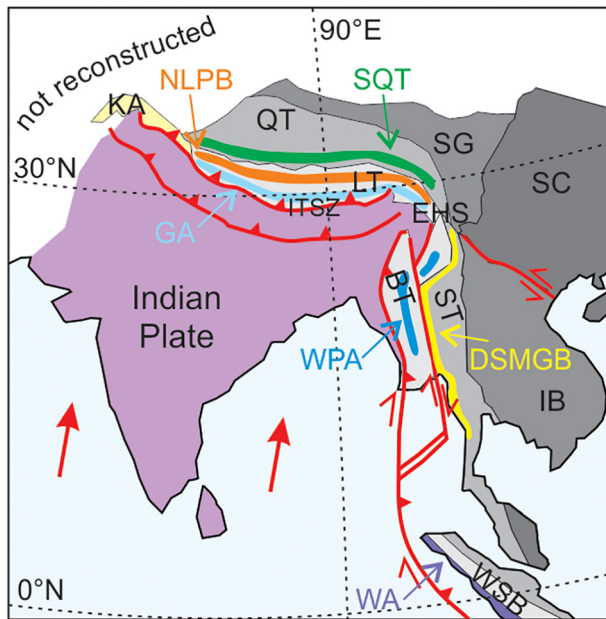 not reconstructed
90°E
NLPB
SQT
KA
QT
SG
30°N
LT
SC
GA
ITSZ
EHS
Indian
Plate
BT
ST
WPA
DSMGB
IB
0°N
WA
WSB